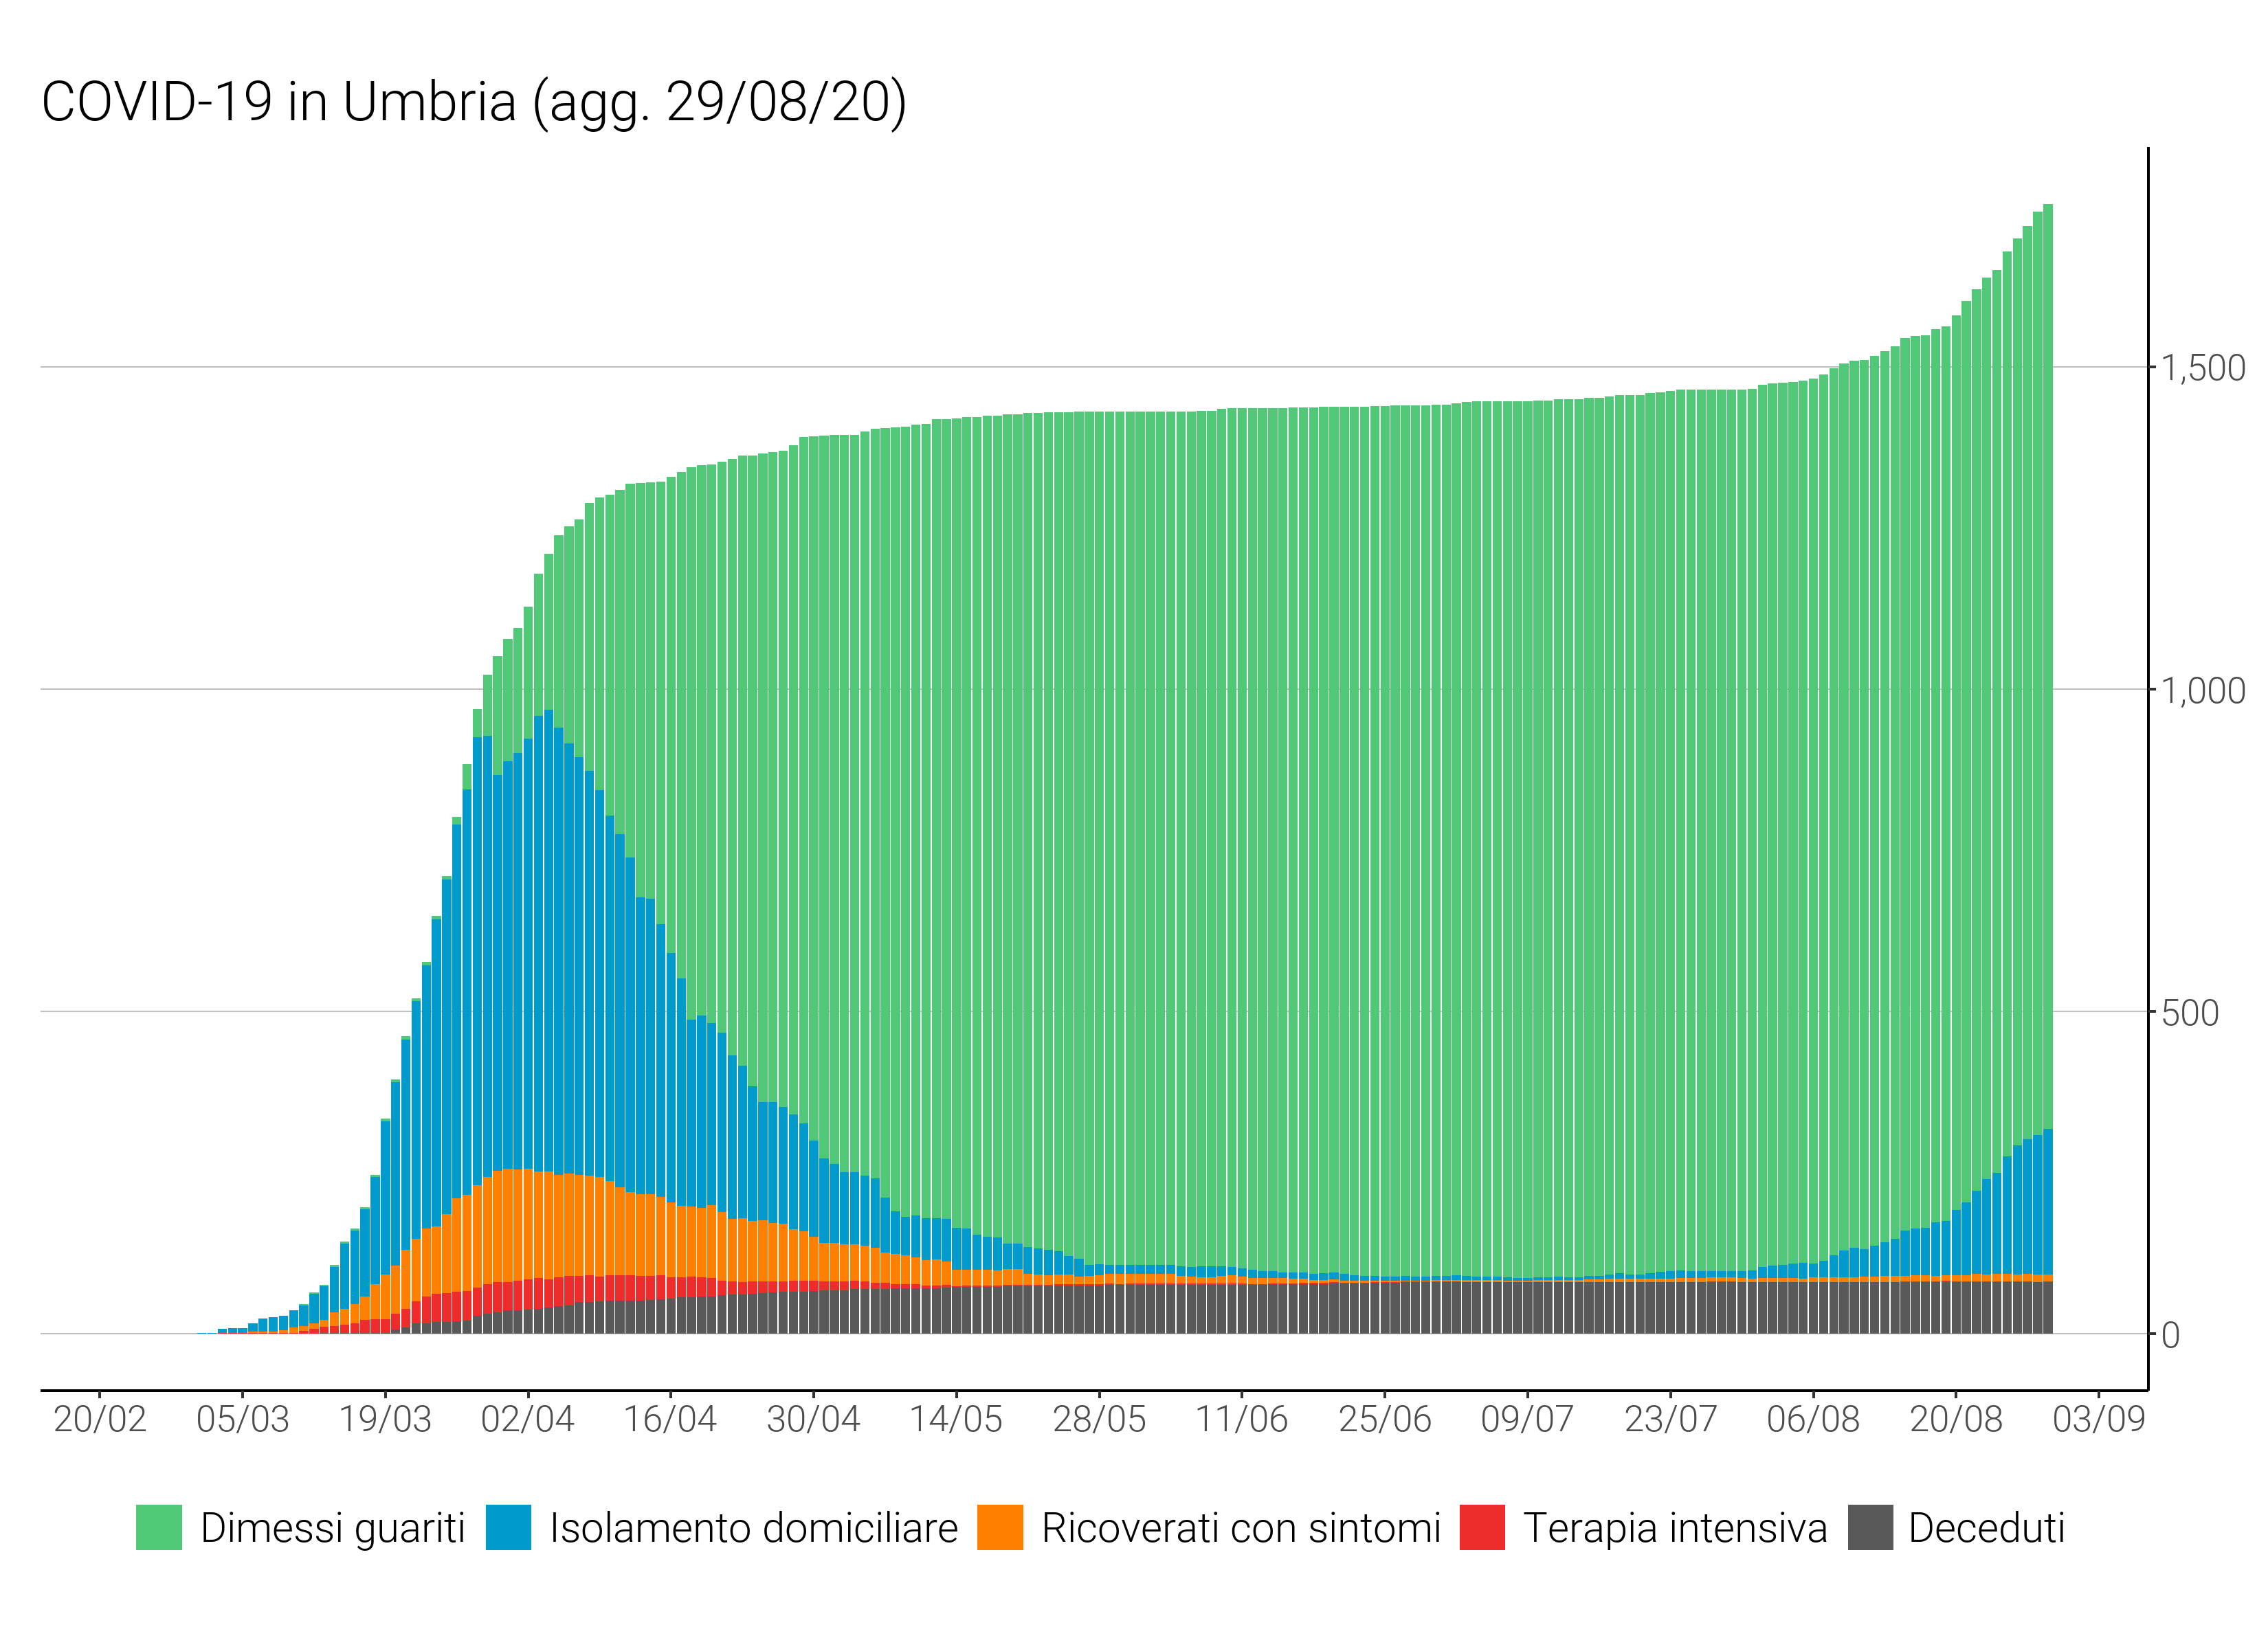 COVID-19 in Umbria (agg. 29/08/20)
1,500
1,000
500
0
20/02 05/03 19/03 02/04 16/04 30/04 14/05 28/05 11/06 25/06 09/07 23/07 06/08 20/08 03/09
Dimessi guariti Isolamento domiciliare Ricoverati con sintomi Terapia intensiva Deceduti